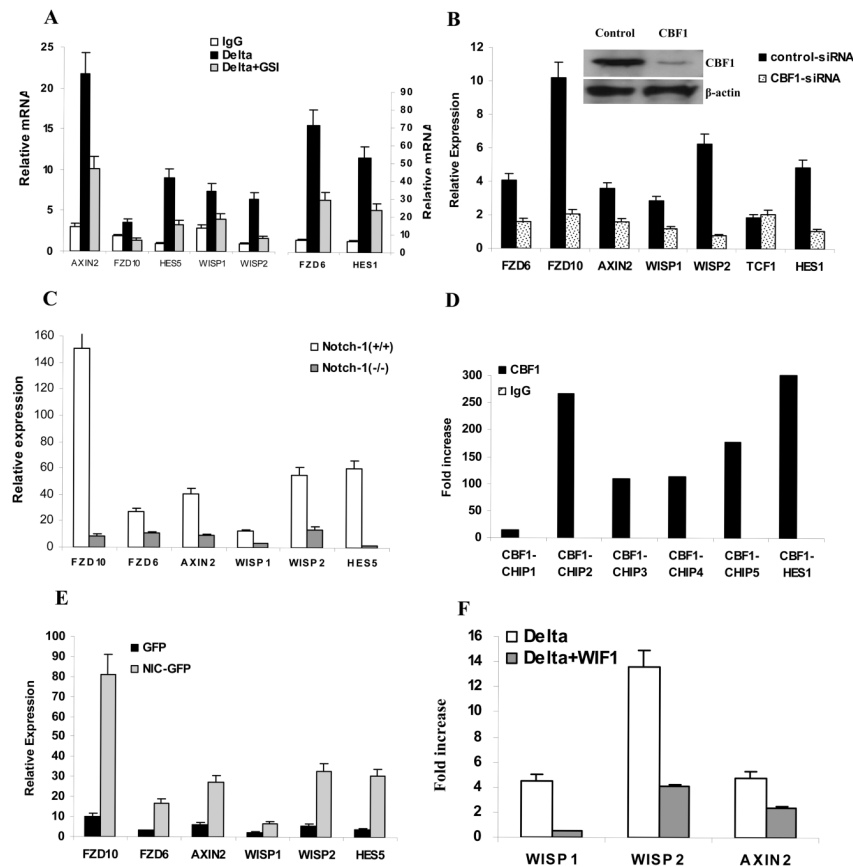 A
IgG
Delta
Delta+GSI
Relative mRNA
25
20
15
10
5
0
90
80
70
60
50
40
30
20
10
0
Relative mRNA
AXIN2 FZD10 HES5 WISP1 WISP2 FZD6 HES1
B
Control CBF1
CBF1
β-actin
control-siRNA
CBF1-siRNA
Relative Expression
12
10
8
6
4
2
0
FZD6 FZD10 AXIN2 WISP1 WISP2 TCF1 HES1
C
Notch-1(+/+)
Notch-1(-/-)
Relative expression
160
140
120
100
80
60
40
20
0
FZD10 FZD6 AXIN2 WISP1 WISP2 HES5
D
CBF1
IgG
Fold increase
300
250
200
150
100
50
0
CBF1- CBF1- CBF1- CBF1- CBF1- CBF1-
CHIP1 CHIP2 CHIP3 CHIP4 CHIP5 HES1
E
GFP
NIC-GFP
Relative Expression
100
90
80
70
60
50
40
30
20
10
0
FZD10 FZD6 AXIN2 WISP1 WISP2 HES5
F
Delta
Delta+WIF1
Fold increase
16
14
12
10
8
6
4
2
0
WISP1 WISP2 AXIN2